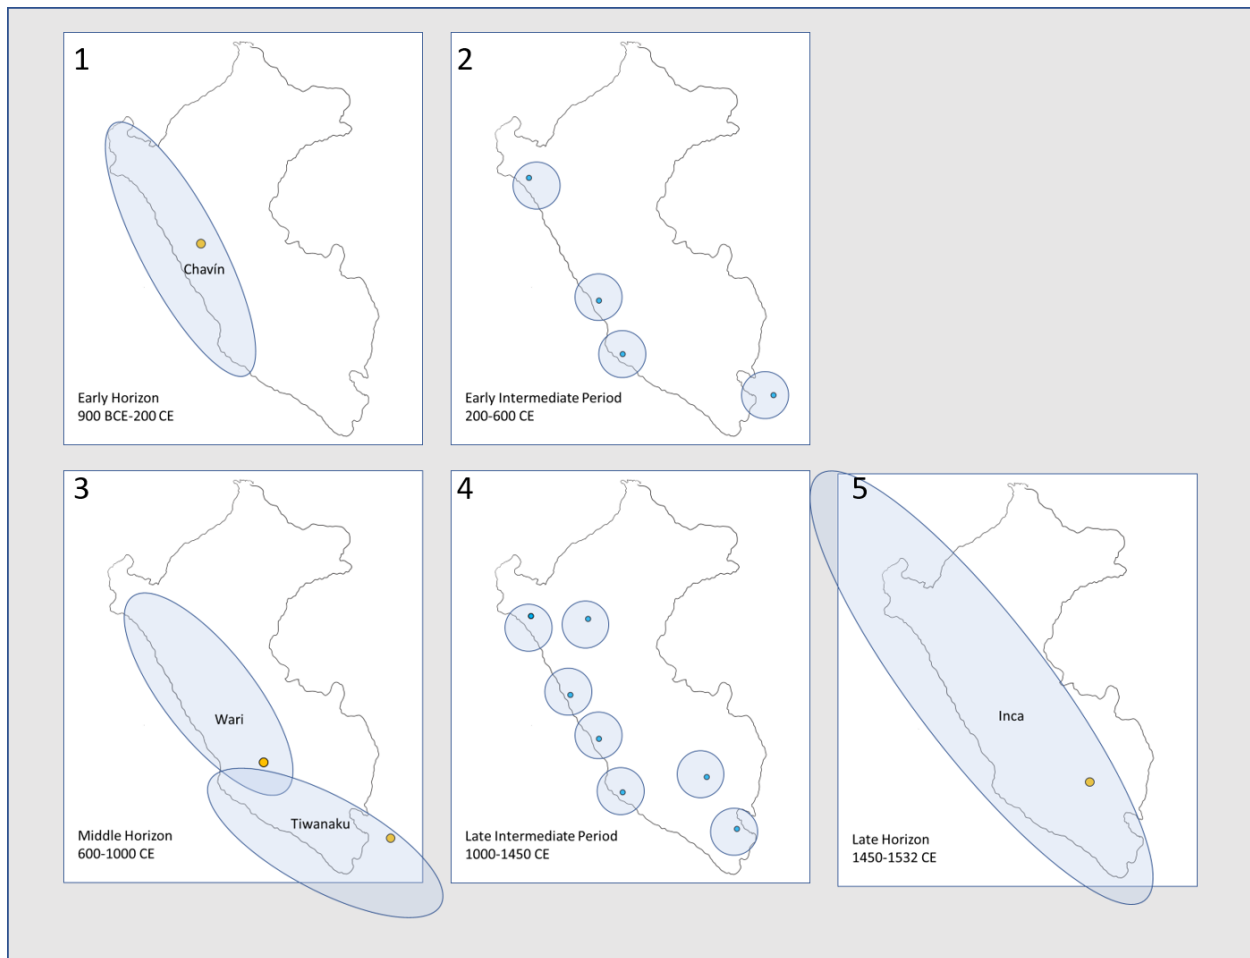 1
Chavín
Early Horizon
900 BCE-200 CE
2
Early Intermediate Period
200-600 CE
3
Wari
Tiwanaku
Middle Horizon
600-1000 CE
4
Late Intermediate Period
1000-1450 CE
5
Inca
Late Horizon
1450-1532 CE